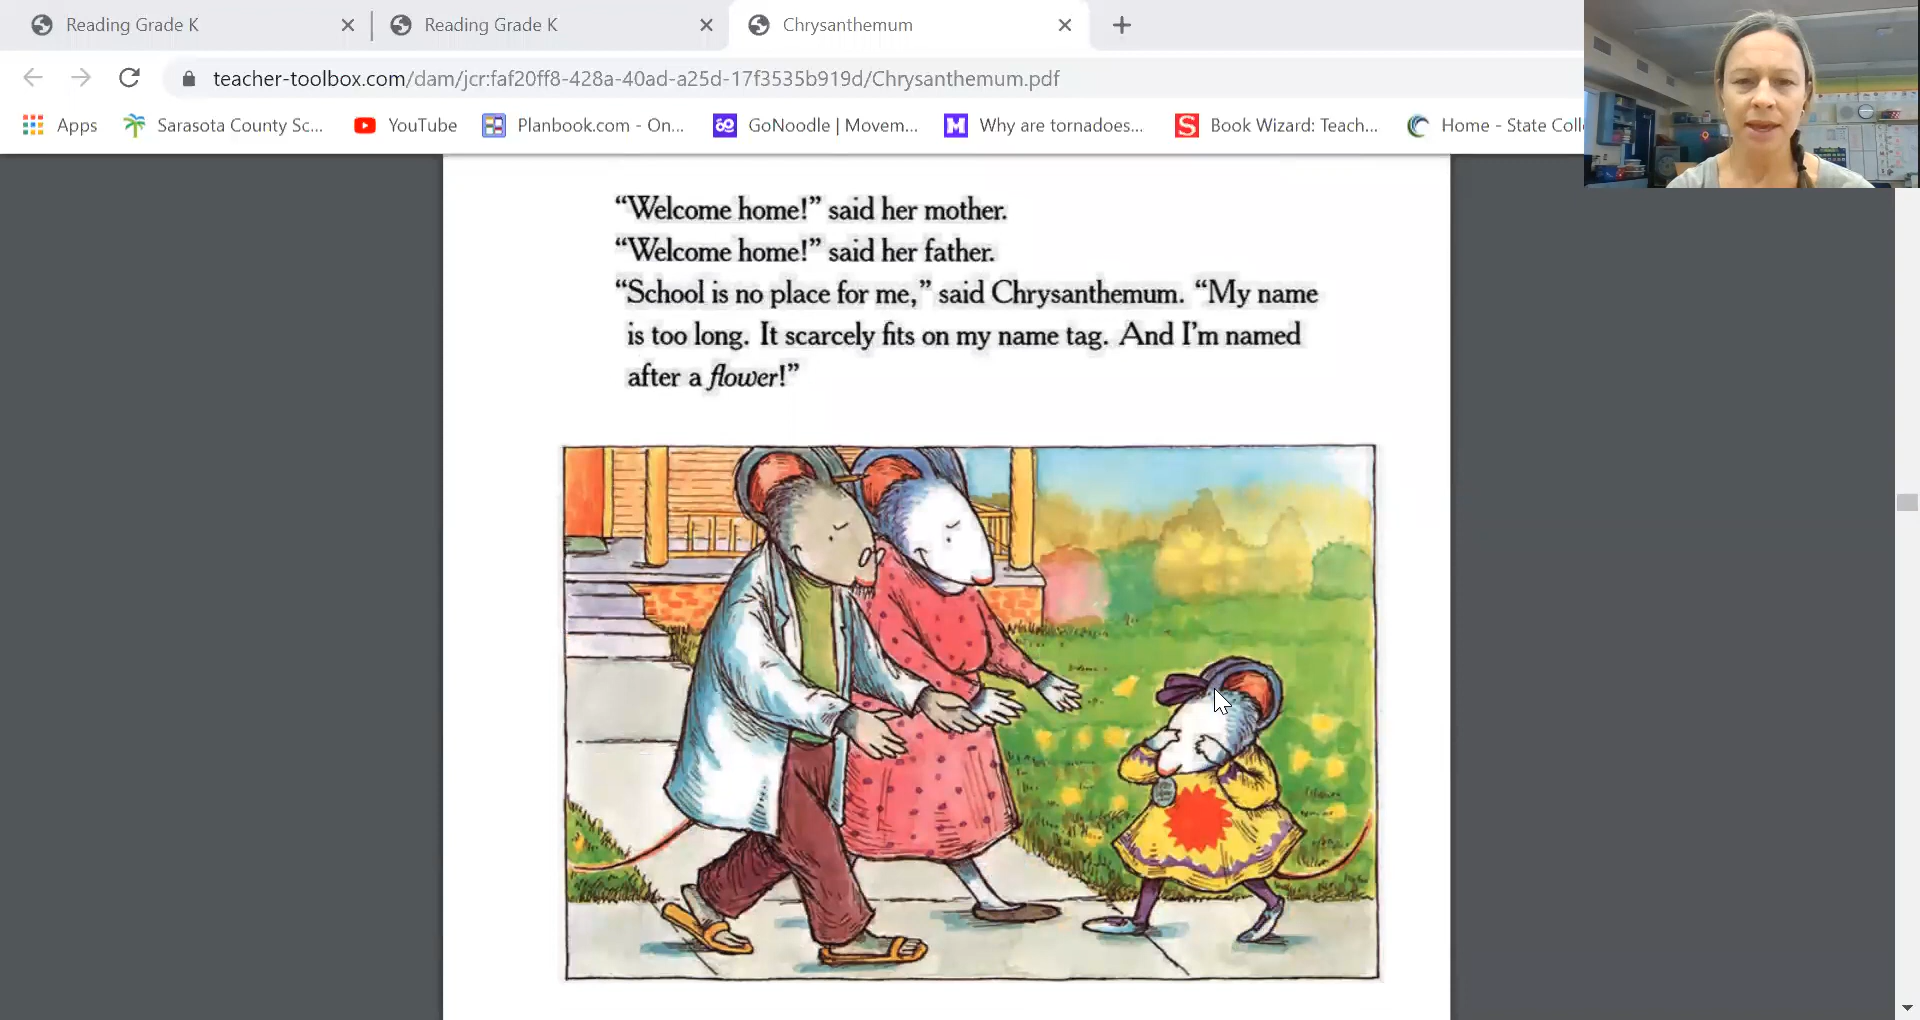 Reading Grade K
Reading Grade K
Chrysanthemum
teacher-toolbox.com/dam/jcr:faf20ff8-428a-40ad-a25d-17f3535b919d/Chrysanthemum.pdf
Apps
Sarasota County Sc...
YouTube
Planbook.com - On...
GoNoodle | Movem...
M
Why are tornadoes...
S
Book Wizard: Teach...
Home - State Coll
“Welcome home!” said her mother.
“Welcome home!” said her father.
“School is no place for me,” said Chrysanthemum. “My name
is too long. It scarcely fits on my name tag. And I’m named
after a flower!”